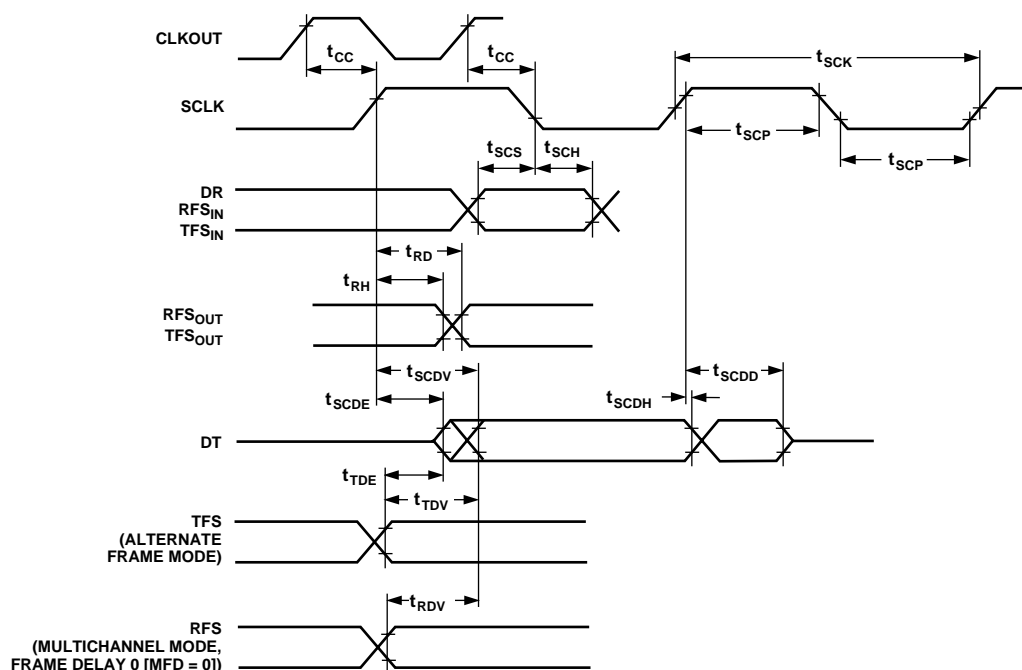 CLKOUT
tCC
tCC
tSCK
SCLK
tSCP
tSCP
tSCS
tSCH
DR
RFSIN
TFSIN
tRD
tRH
RFSOUT
TFSOUT
tSCDV
tSCDD
tSCDE
tSCDH
DT
tTDE
tTDV
TFS
(ALTERNATE
FRAME MODE)
tRDV
RFS
(MULTICHANNEL MODE,
FRAME DELAY 0 [MFD = 0])